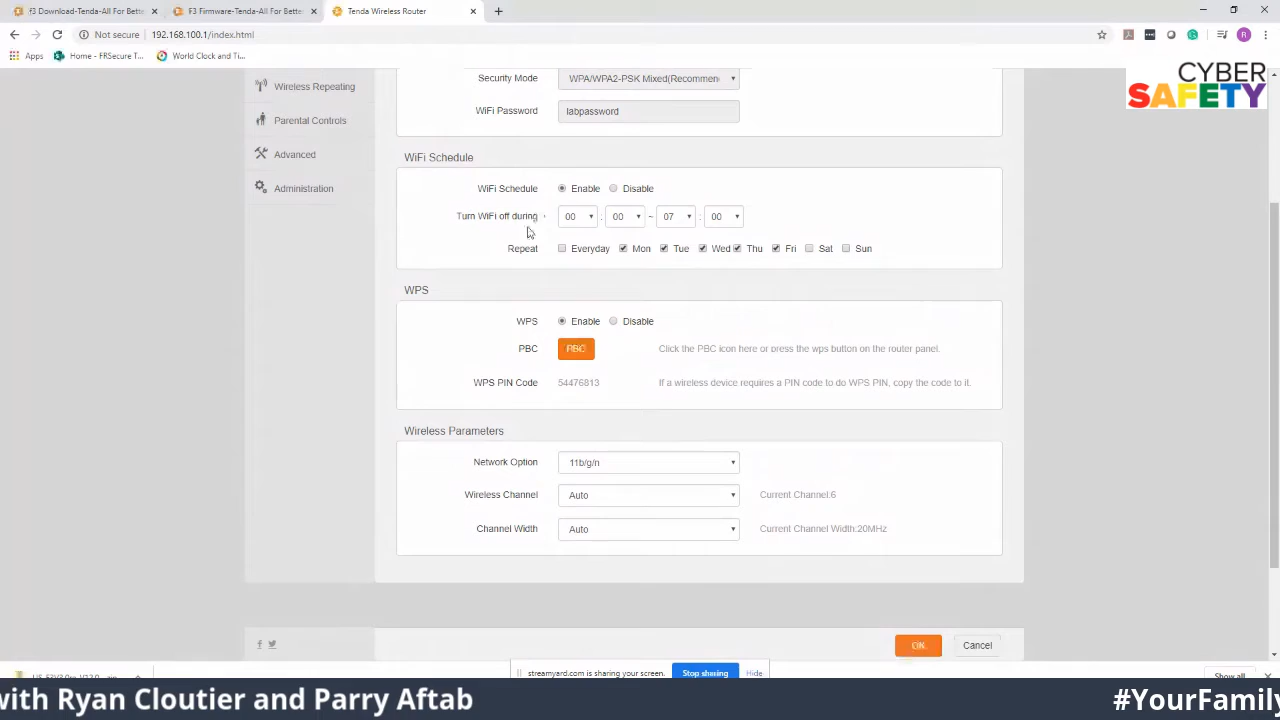 F3 Download-Tenda-All For Bette
F3 Firmware-Tenda-All For Bette
Tenda Wireless Router
Not secure
192.168.100.1/index.html
R
Apps
Home - FRSecure T...
World Clock and Ti...
CYBER
SAFETY
Wireless Repeating
Parental Controls
Advanced
Administration
Security Mode
WPA/WPA2-PSK Mixed(Recommen
WiFi Password
labpassword
WiFi Schedule
WiFi Schedule Enable Disable
Turn WiFi off during 00 : 00 ~ 07 : 00
Repeat Everyday Mon Tue Wed Thu Fri Sat Sun
WPS
WPS Enable Disable
PBC PBC Click the PBC icon here or press the wps button on the router panel.
WPS PIN Code 54476813 If a wireless device requires a PIN code to do WPS PIN, copy the code to it.
Wireless Parameters
Network Option 11b/g/n
Wireless Channel Auto Current Channel:6
Channel Width Auto Current Channel Width:20MHz
OK Cancel
streamyard.com is sharing your screen. Stop sharing Hide
Show all
with Ryan Cloutier and Parry Aftab
#YourFamily